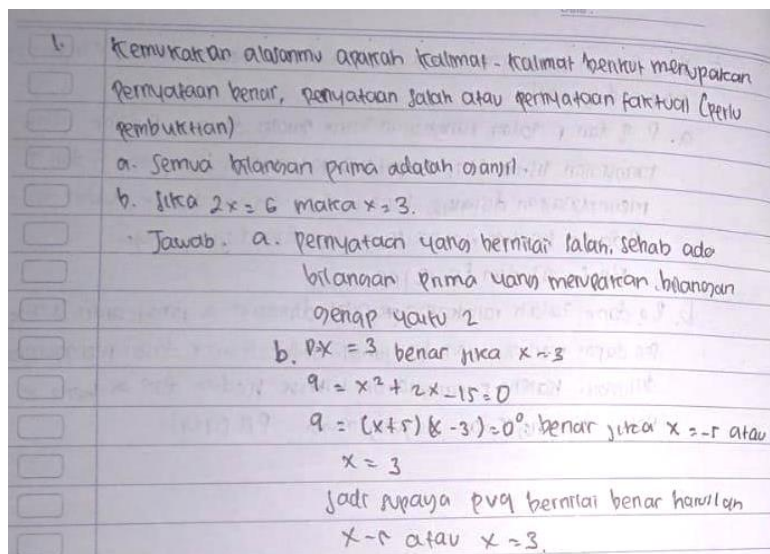 1. Kemukakan alasanmu apakah kalimat-kalimat berikut merupakan
Pernyataan benar, penyataan salah atau pernyataan faktual (perlu
pembuktian)
a. Semua bilangan prima adalah ganjil.
b. Jika 2x = 6 maka x = 3.
Jawab: a. pernyataan yang bernilai salah, sebab ada
bilangan prima yang merupakan bilangan
genap yaitu 2
b. P.x = 3 benar jika x = 3
q = x² + 2x - 15 = 0
q = (x+5)(x-3) = 0 benar jika x = -5 atau
x = 3
Jadi supaya pvq bernilai benar haruslah
x-5 atau x = 3.